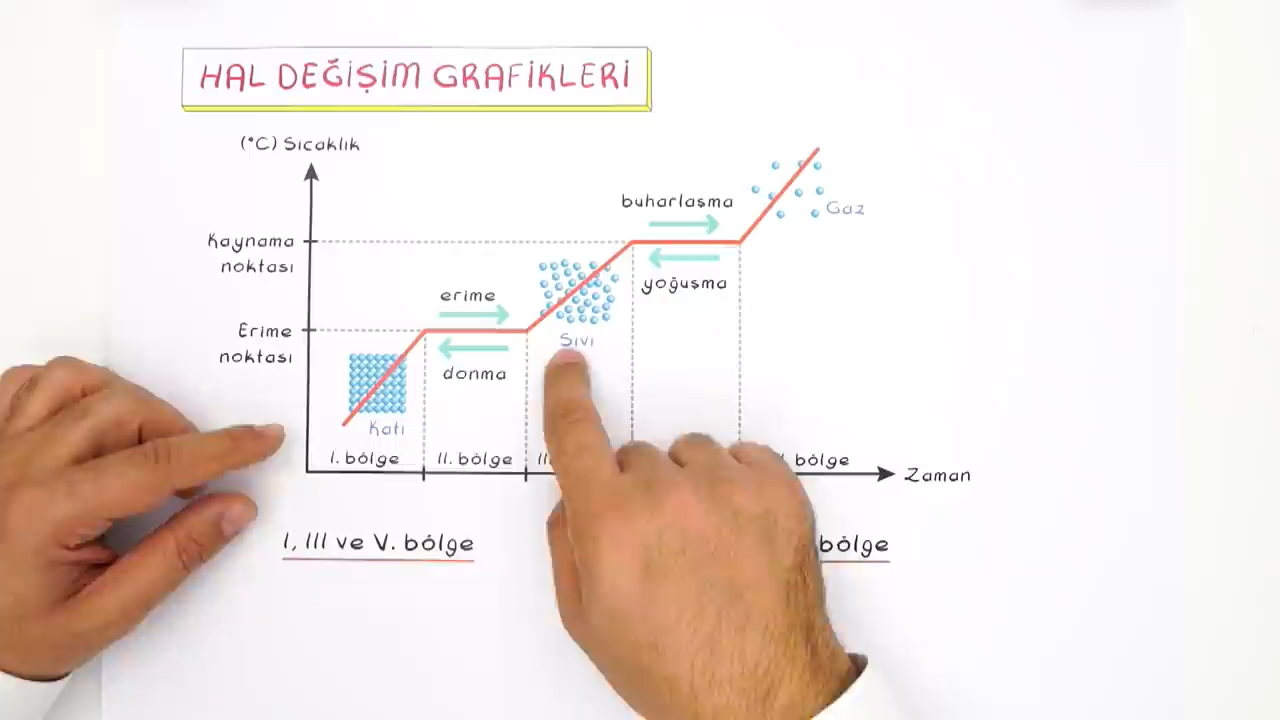 HAL DEĞİŞİM GRAFİKLERİ
(°C) Sıcaklık
buharlaşma
Gaz
Kaynama
noktası
yoğuşma
erime
Erime
noktası
Sıvı
donma
Katı
I. bölge
II. bölge
bölge
Zaman
I, III ve V. bölge
bölge